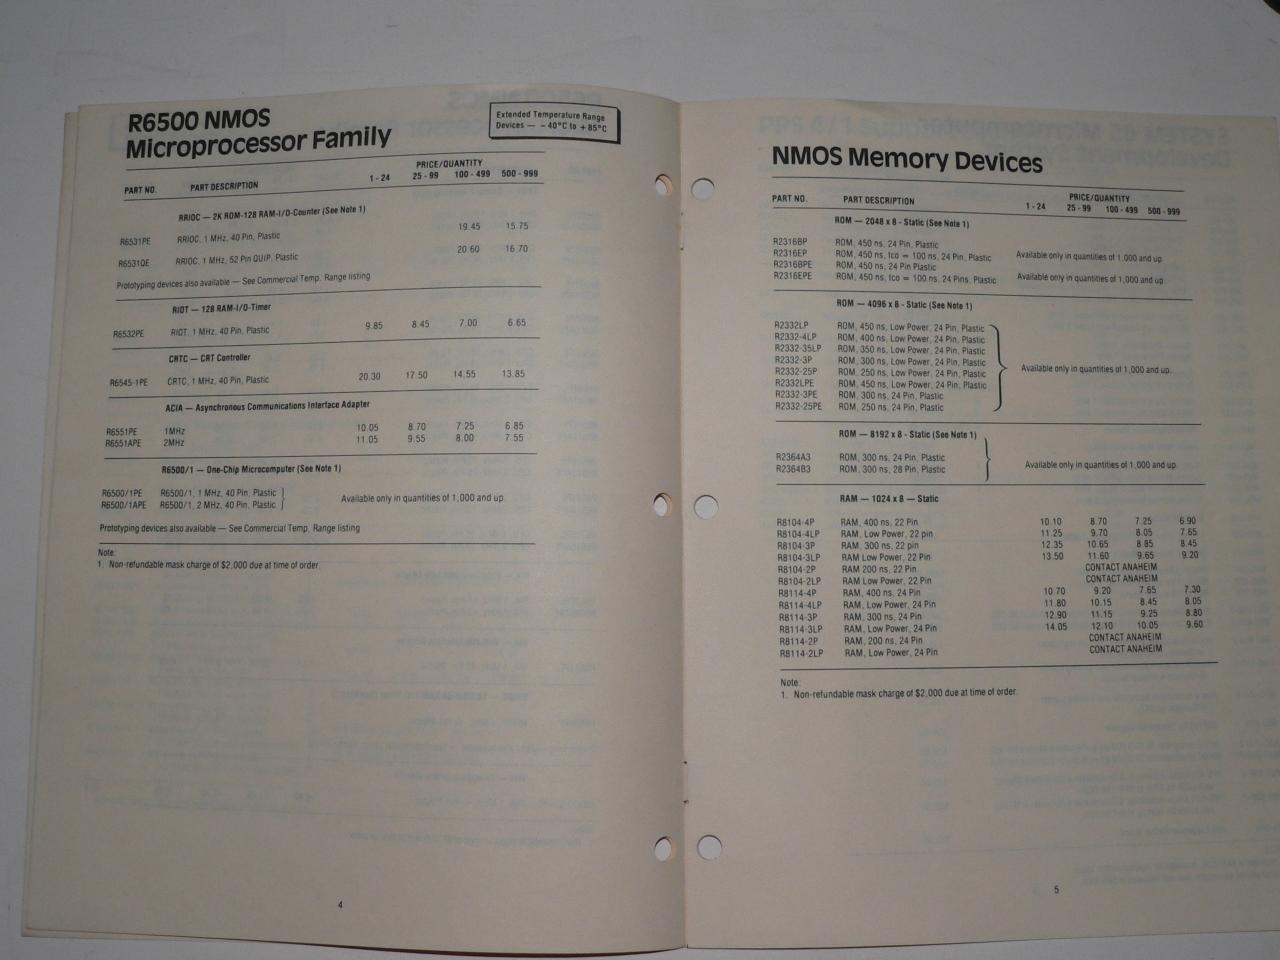 R6500 NMOS
Microprocessor Family
Extended Temperature Range
Devices — -40°C to +85°C
PRICE/QUANTITY
PART NO. PART DESCRIPTION 1 - 24 25 - 99 100 - 499 500 - 999
RRIOC — 2K ROM-128 RAM-I/O-Counter (See Note 1)
R6531PE RRIOC, 1 MHz, 40 Pin, Plastic 19.45 15.75
R6531QE RRIOC, 1 MHz, 52 Pin QUIP, Plastic 20.60 16.70
Prototyping devices also available — See Commercial Temp. Range listing
RIOT — 128 RAM-I/O-Timer
R6532PE RIOT, 1 MHz, 40 Pin, Plastic 9.85 8.45 7.00 6.65
CRTC — CRT Controller
R6545-1PE CRTC, 1 MHz, 40 Pin, Plastic 20.30 17.50 14.55 13.85
ACIA — Asynchronous Communications Interface Adapter
R6551PE 1MHz 10.05 8.70 7.25 6.85
R6551APE 2MHz 11.05 9.55 8.00 7.55
R6500/1 — One-Chip Microcomputer (See Note 1)
R6500/1PE R6500/1, 1 MHz, 40 Pin, Plastic
R6500/1APE R6500/1, 2 MHz, 40 Pin, Plastic
Available only in quantities of 1,000 and up.
Prototyping devices also available — See Commercial Temp. Range listing
Note:
1. Non-refundable mask charge of $2,000 due at time of order.
4
NMOS Memory Devices
PRICE/QUANTITY
PART NO. PART DESCRIPTION 1 - 24 25 - 99 100 - 499 500 - 999
ROM — 2048 x 8 - Static (See Note 1)
R2316BP ROM, 450 ns, 24 Pin, Plastic
R2316EP ROM, 450 ns, tco = 100 ns, 24 Pin, Plastic Available only in quantities of 1,000 and up.
R2316BPE ROM, 450 ns, 24 Pin Plastic
R2316EPE ROM, 450 ns, tco = 100 ns, 24 Pins, Plastic Available only in quantities of 1,000 and up.
ROM — 4096 x 8 - Static (See Note 1)
R2332LP ROM, 450 ns, Low Power, 24 Pin, Plastic
R2332-4LP ROM, 400 ns, Low Power, 24 Pin, Plastic
R2332-35LP ROM, 350 ns, Low Power, 24 Pin, Plastic
R2332-3P ROM, 300 ns, Low Power, 24 Pin, Plastic
R2332-25P ROM, 250 ns, Low Power, 24 Pin, Plastic
R2332LPE ROM, 450 ns, Low Power, 24 Pin, Plastic
R2332-3PE ROM, 300 ns, 24 Pin, Plastic
R2332-25PE ROM, 250 ns, 24 Pin, Plastic
Available only in quantities of 1,000 and up.
ROM — 8192 x 8 - Static (See Note 1)
R2364A3 ROM, 300 ns, 24 Pin, Plastic
R2364B3 ROM, 300 ns, 28 Pin, Plastic
Available only in quantities of 1,000 and up.
RAM — 1024 x 8 — Static
R8104-4P RAM, 400 ns, 22 Pin 10.10 8.70 7.25 6.90
R8104-4LP RAM, Low Power, 22 pin 11.25 9.70 8.05 7.65
R8104-3P RAM, 300 ns, 22 pin 12.35 10.65 8.85 8.45
R8104-3LP RAM Low Power, 22 Pin 13.50 11.60 9.65 9.20
R8104-2P RAM 200 ns, 22 Pin CONTACT ANAHEIM
R8104-2LP RAM Low Power, 22 Pin CONTACT ANAHEIM
R8114-4P RAM, 400 ns, 24 Pin 10.70 9.20 7.65 7.30
R8114-4LP RAM, Low Power, 24 Pin 11.80 10.15 8.45 8.05
R8114-3P RAM, 300 ns, 24 Pin 12.90 11.15 9.25 8.80
R8114-3LP RAM, Low Power, 24 Pin 14.05 12.10 10.05 9.60
R8114-2P RAM, 200 ns, 24 Pin CONTACT ANAHEIM
R8114-2LP RAM, Low Power, 24 Pin CONTACT ANAHEIM
Note:
1. Non-refundable mask charge of $2,000 due at time of order.
5